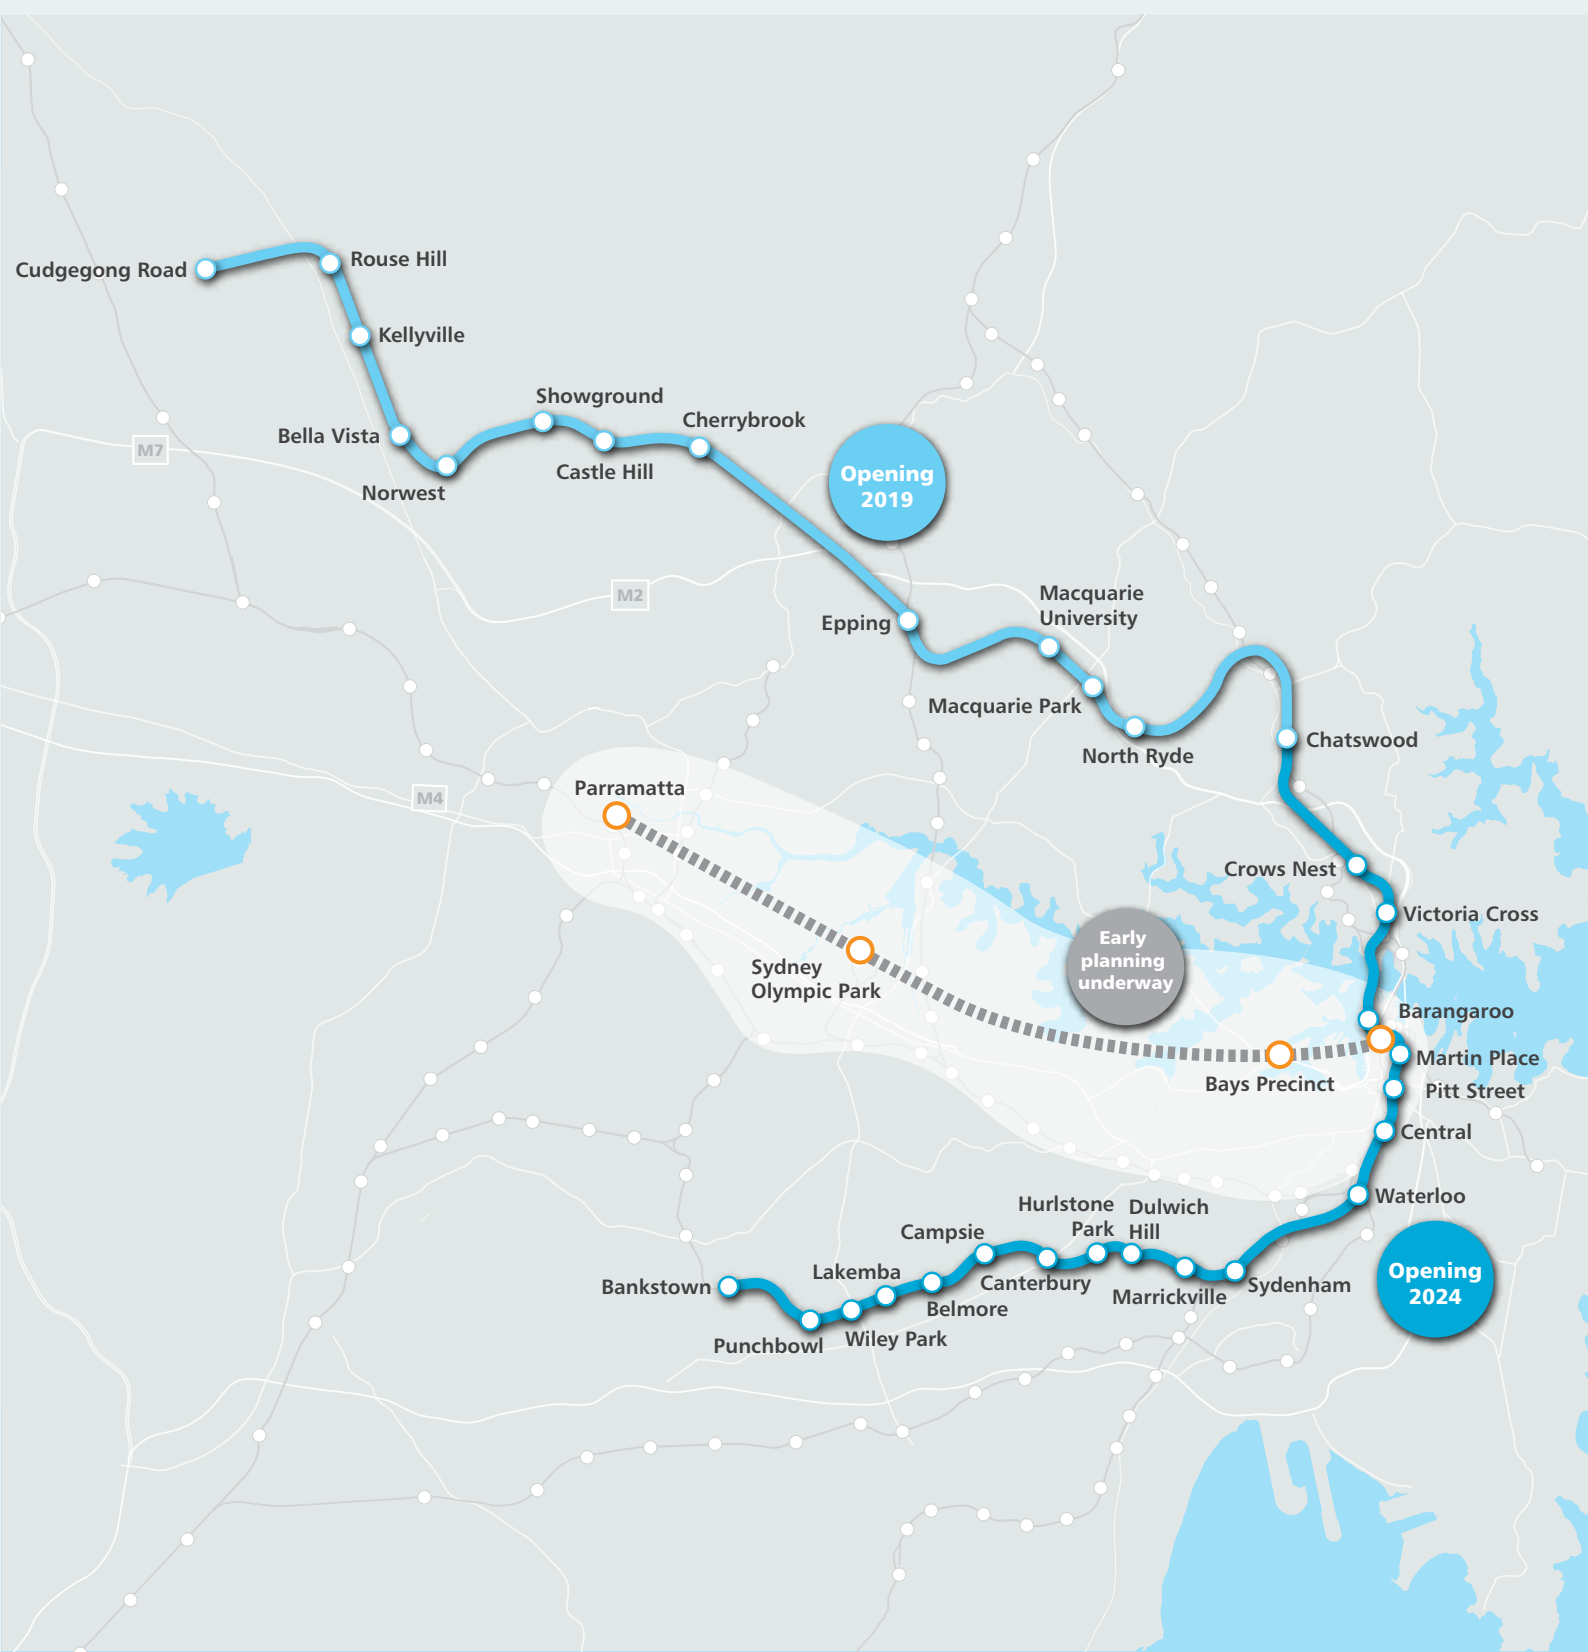 Rouse Hill
Cudgegong Road
Kellyville
Showground
Cherrybrook
Bella Vista
M7
Castle Hill
Opening
2019
Norwest
M2
Macquarie
University
Epping
Macquarie Park
Chatswood
North Ryde
Parramatta
M4
Crows Nest
Victoria Cross
Early
planning
underway
Sydney
Olympic Park
Barangaroo
Martin Place
Bays Precinct
Pitt Street
Central
Waterloo
Hurlstone
Park
Dulwich
Hill
Campsie
Lakemba
Canterbury
Bankstown
Sydenham
Marrickville
Belmore
Opening
2024
Wiley Park
Punchbowl